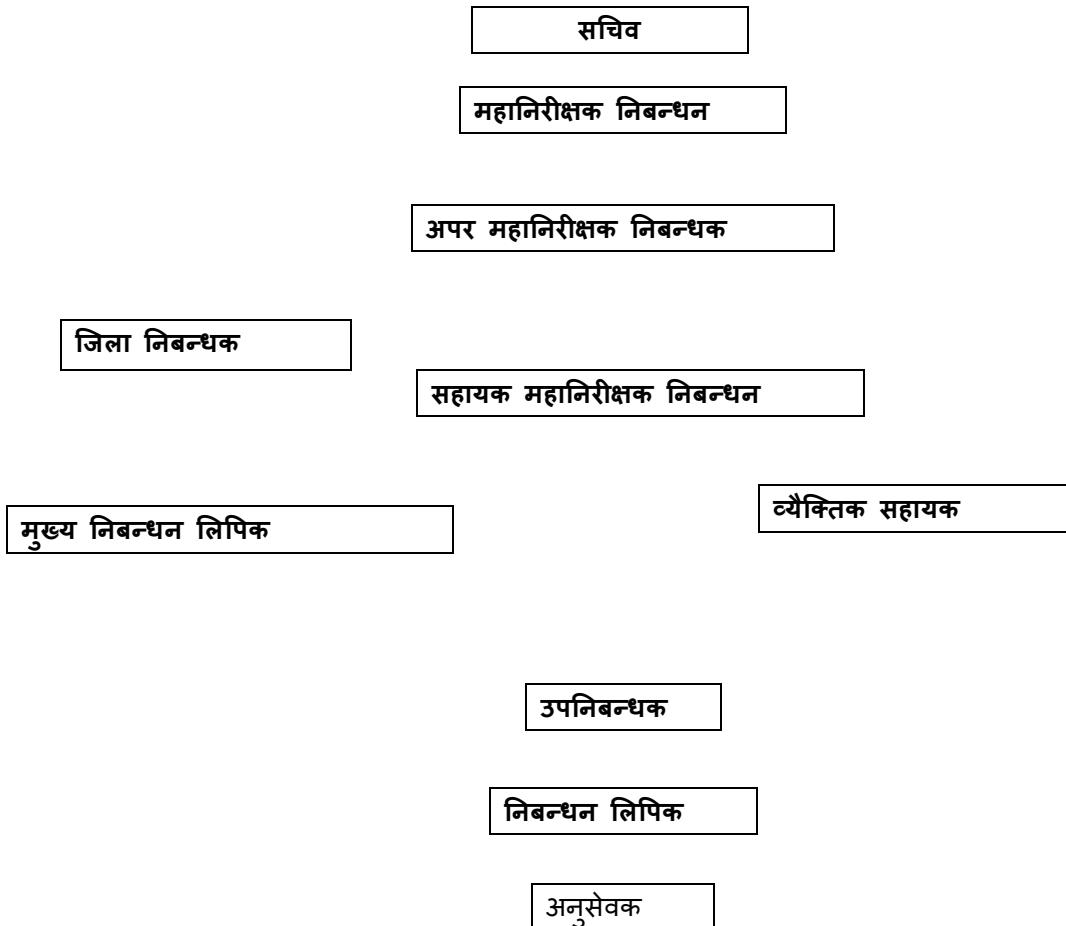 सचिव
महानिरीक्षक निबन्धन
अपर महानिरीक्षक निबन्धक
जिला निबन्धक
सहायक महानिरीक्षक निबन्धन
व्यैक्तिक सहायक
मुख्य निबन्धन लिपिक
उपनिबन्धक
निबन्धन लिपिक
अनुसेवक